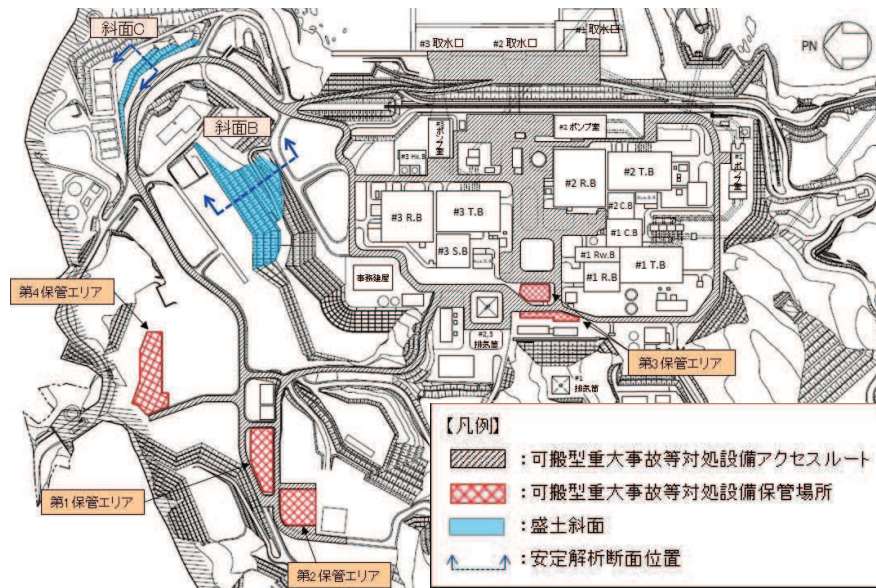 斜面C
#1 取水口
#3 取水口
#2 取水口
PN
斜面B
#3 ポンプ室
#2 ポンプ室
#1 ポンプ室
#3 Hx.B
#2 R.B
#2 T.B
#3 R.B
#3 T.B
#2 C.B
#1 C.B
#3 S.B
#1 Rw.B
#1 R.B
#1 T.B
事務建屋
第4保管エリア
#2,3
排気筒
#1
排気筒
第3保管エリア
第1保管エリア
第2保管エリア
【凡例】
：可搬型重大事故等対処設備アクセスルート
：可搬型重大事故等対処設備保管場所
：盛土斜面
：安定解析断面位置